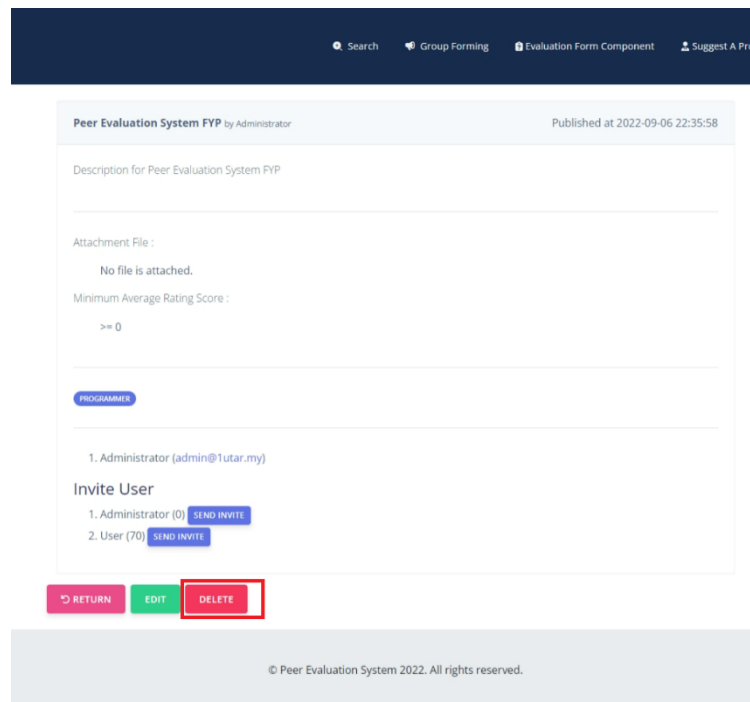 Search Group Forming Evaluation Form Component Suggest A Pr
Peer Evaluation System FYP by Administrator Published at 2022-09-06 22:35:58
Description for Peer Evaluation System FYP
Attachment File :
No file is attached.
Minimum Average Rating Score :
>= 0
PROGRAMMER
1. Administrator (admin@1utar.my)
Invite User
1. Administrator (0) SEND INVITE
2. User (70) SEND INVITE
RETURN EDIT DELETE
© Peer Evaluation System 2022. All rights reserved.